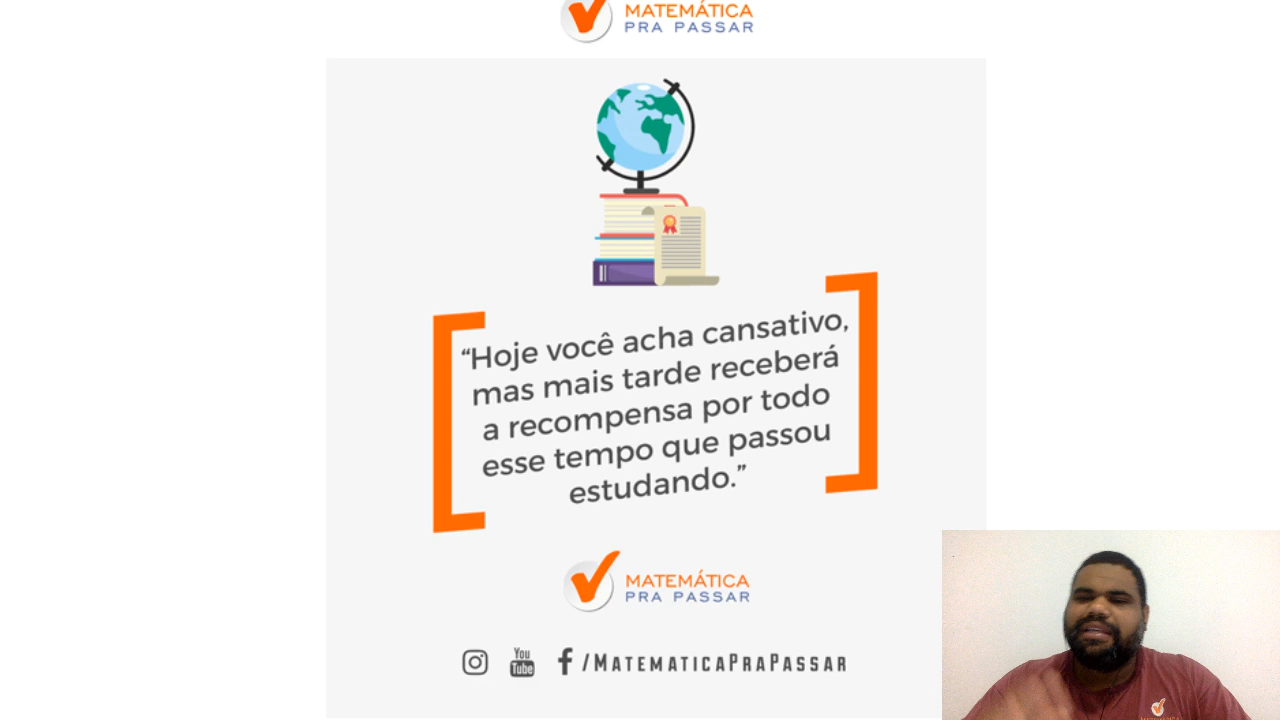 MATEMÁTICA
PRA PASSAR
“Hoje você acha cansativo,
mas mais tarde receberá
a recompensa por todo
esse tempo que passou
estudando.”
MATEMÁTICA
PRA PASSAR
You
Tube
/MATEMATICAPRAPASSAR